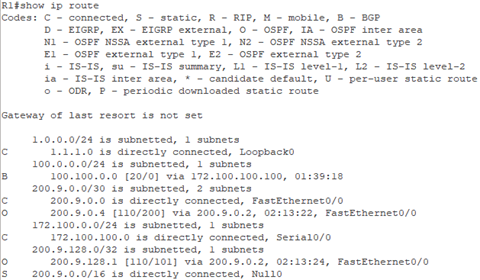 R1#show ip route
Codes: C - connected, S - static, R - RIP, M - mobile, B - BGP
D - EIGRP, EX - EIGRP external, O - OSPF, IA - OSPF inter area
N1 - OSPF NSSA external type 1, N2 - OSPF NSSA external type 2
E1 - OSPF external type 1, E2 - OSPF external type 2
i - IS-IS, su - IS-IS summary, L1 - IS-IS level-1, L2 - IS-IS level-2
ia - IS-IS inter area, * - candidate default, U - per-user static route
o - ODR, P - periodic downloaded static route
Gateway of last resort is not set
1.0.0.0/24 is subnetted, 1 subnets
C 1.1.1.0 is directly connected, Loopback0
100.0.0.0/24 is subnetted, 1 subnets
B 100.100.0.0 [20/0] via 172.100.100.100, 01:39:18
200.9.0.0/30 is subnetted, 2 subnets
C 200.9.0.0 is directly connected, FastEthernet0/0
O 200.9.0.4 [110/200] via 200.9.0.2, 02:13:22, FastEthernet0/0
172.100.0.0/24 is subnetted, 1 subnets
C 172.100.100.0 is directly connected, Serial0/0
200.9.128.0/32 is subnetted, 1 subnets
O 200.9.128.1 [110/101] via 200.9.0.2, 02:13:24, FastEthernet0/0
S 200.9.0.0/16 is directly connected, Null0